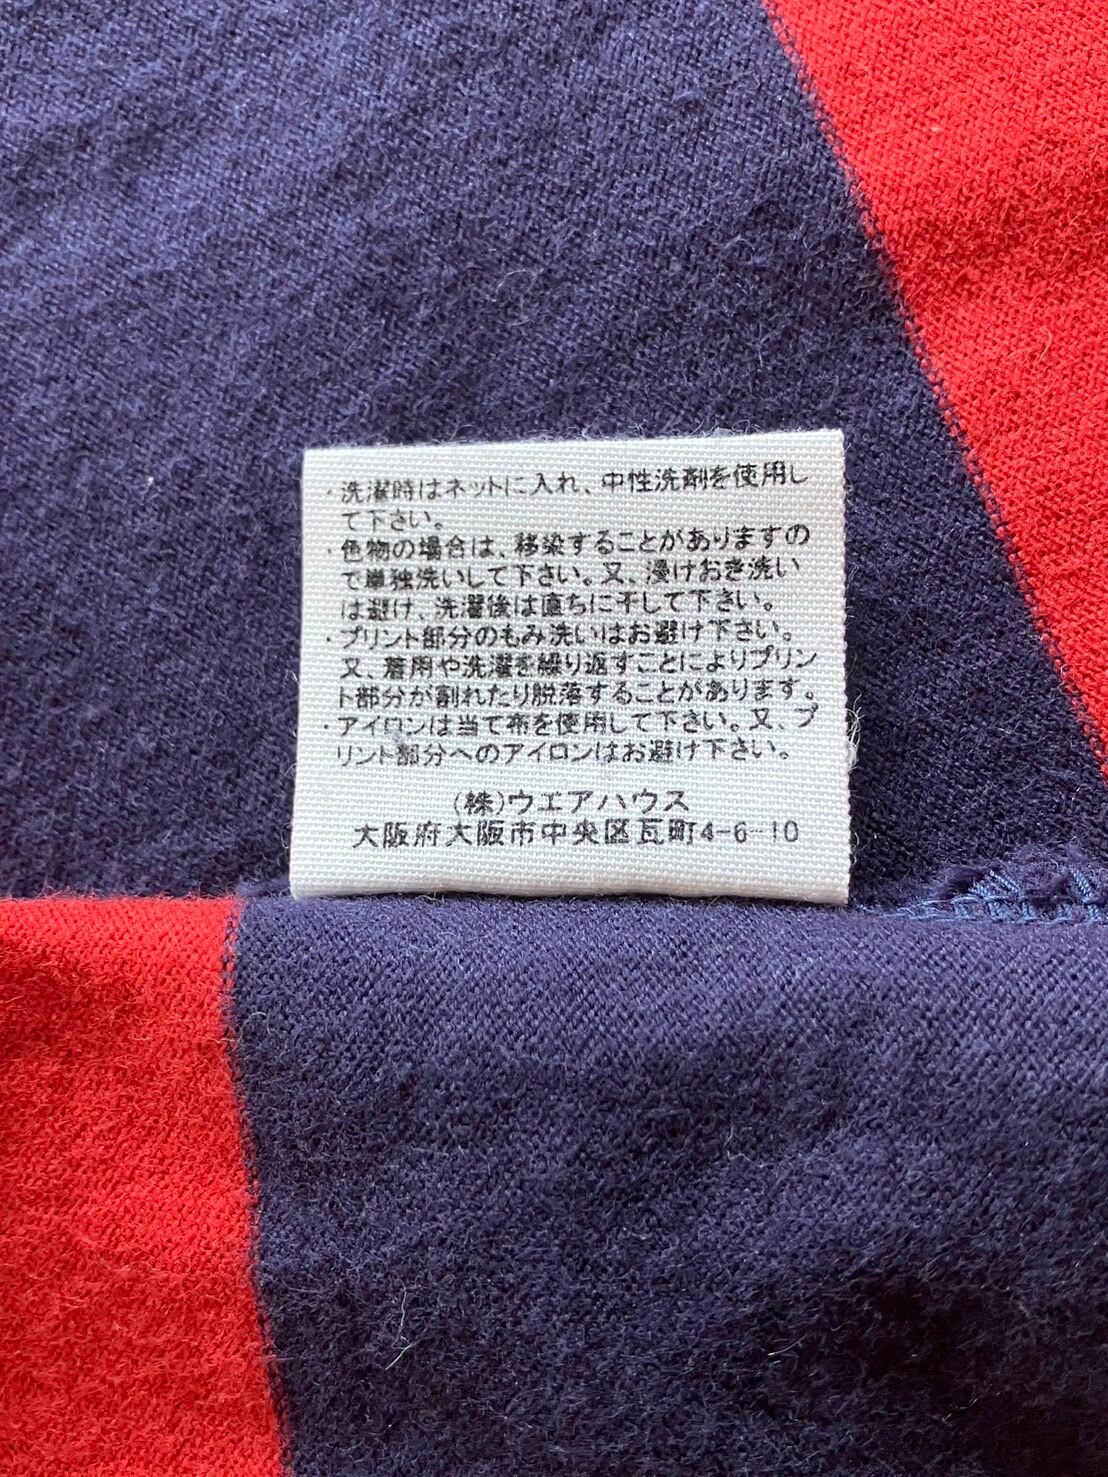 ・洗濯時はネットに入れ、中性洗剤を使用し
て下さい。
・色物の場合は、移染することがありますの
で単独洗いして下さい。又、浸けおき洗い
は避け、洗濯後は直ちに干して下さい。
・プリント部分のもみ洗いはお避け下さい。
又、着用や洗濯を繰り返すことによりプリン
ト部分が割れたり脱落することがあります。
・アイロンは当て布を使用して下さい。又、プ
リント部分へのアイロンはお避け下さい。
(株)ウエアハウス
大阪府大阪市中央区瓦町4-6-10